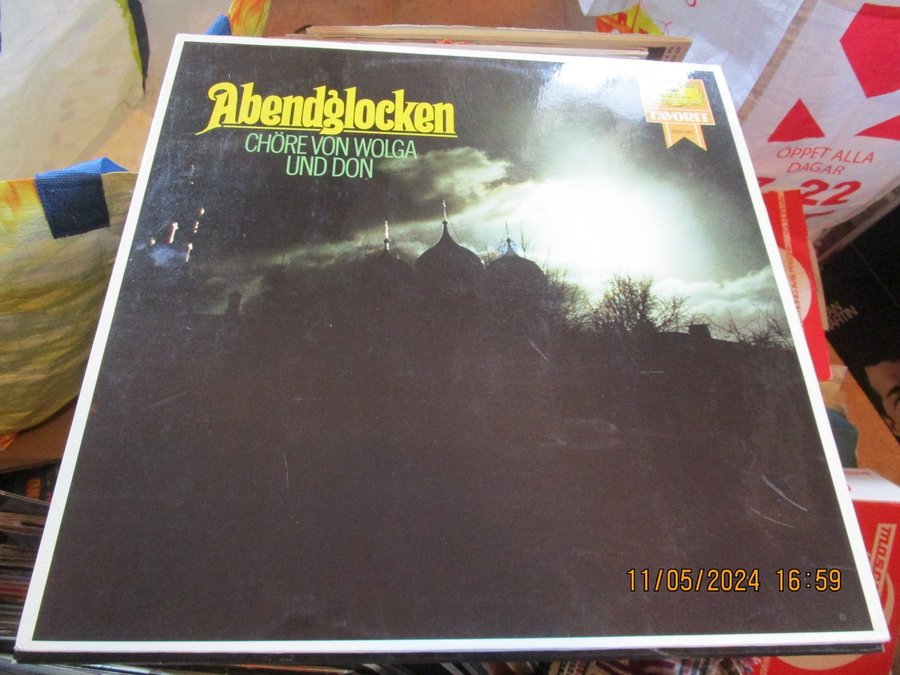 Abendglocken
CHÖRE VON WOLGA
UND DON
FAVORIT
ÖPPET ALLA
DAGAR
22
11/05/2024 16:59